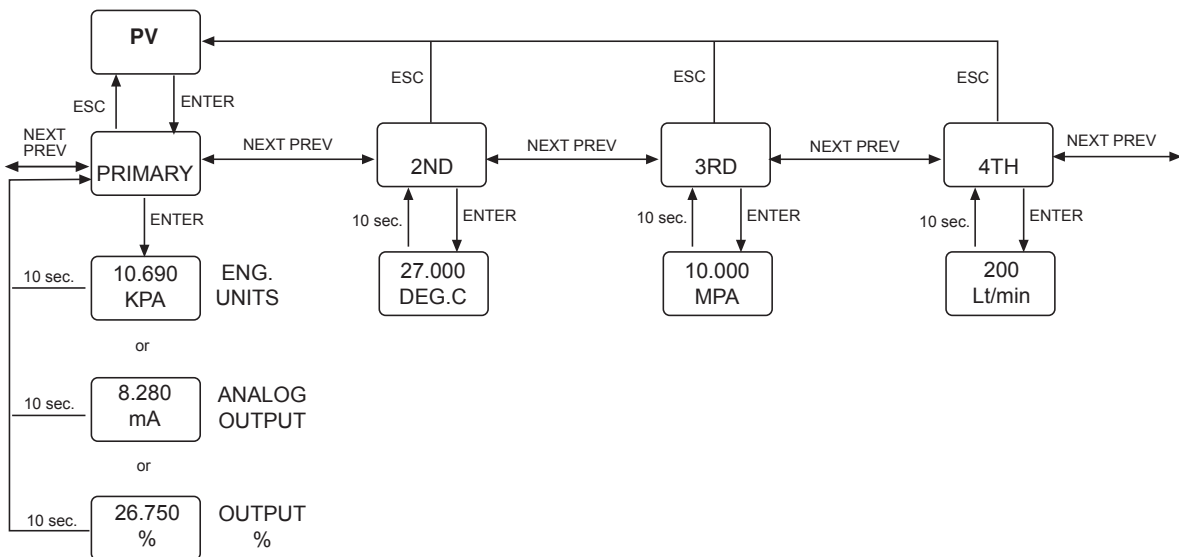 PV
ESC
ESC
ESC
ESC
ENTER
NEXT
PREV
PRIMARY
NEXT PREV
2ND
NEXT PREV
3RD
NEXT PREV
4TH
NEXT PREV
ENTER
10 sec.
ENTER
10 sec.
ENTER
10 sec.
ENTER
10 sec.
10.690
KPA
ENG.
UNITS
27.000
DEG.C
10.000
MPA
200
Lt/min
or
10 sec.
8.280
mA
ANALOG
OUTPUT
or
10 sec.
26.750
%
OUTPUT
%